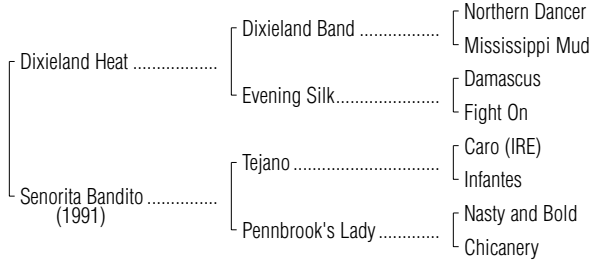 Northern Dancer
Dixieland Band ..................
Mississippi Mud
Dixieland Heat ...................
Damascus
Evening Silk........................
Fight On
Caro (IRE)
Tejano .................................
Infantes
Senorita Bandito ................
(1991)
Nasty and Bold
Pennbrook's Lady ..............
Chicanery